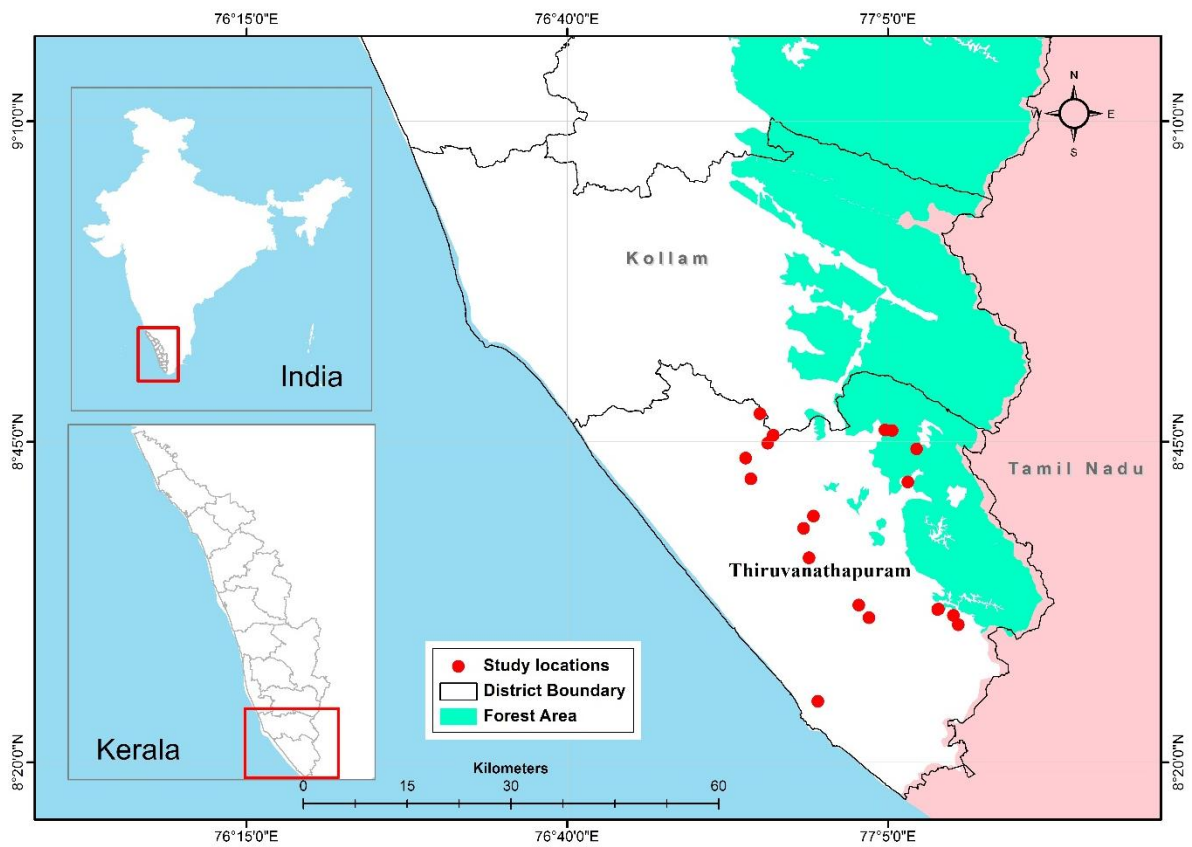 76°15'0"E
76°40'0"E
77°5'0"E
9°10'0"N
9°10'0"N
N
W
E
S
Kollam
India
8°45'0"N
8°45'0"N
Tamil Nadu
Thiruvanathapuram
Study locations
District Boundary
Forest Area
Kerala
8°20'0"N
8°20'0"N
Kilometers
0 15 30 60
76°15'0"E
76°40'0"E
77°5'0"E